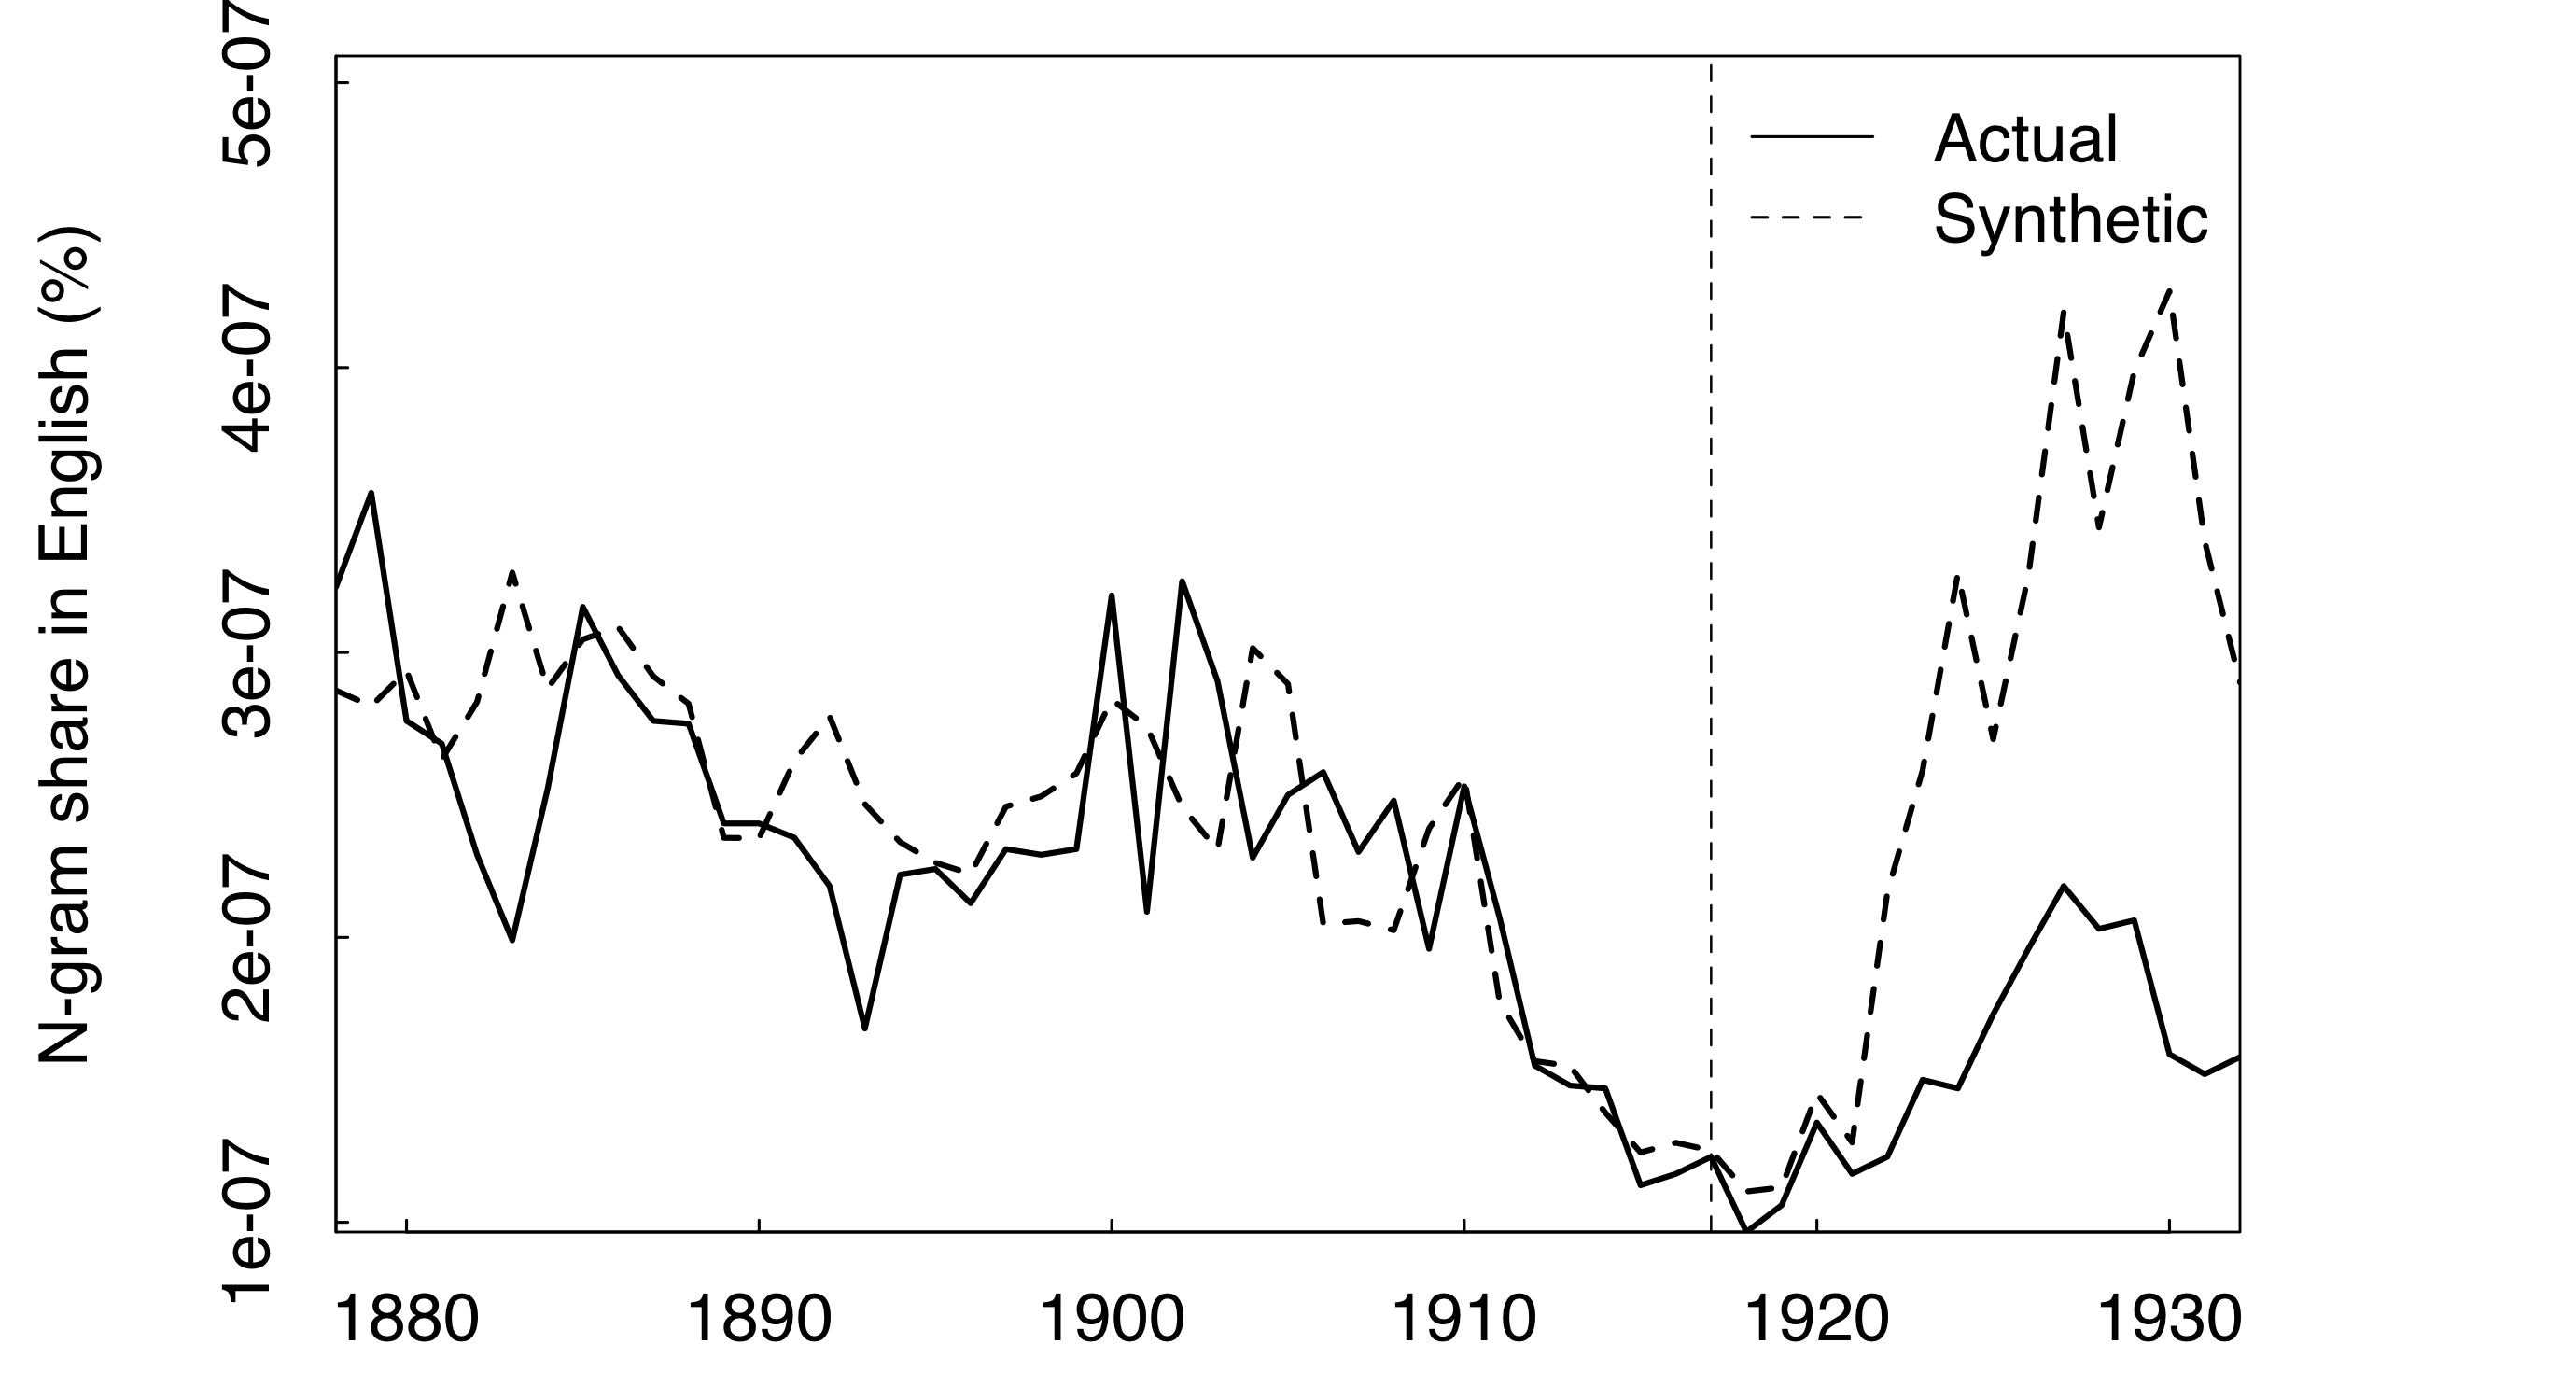 N-gram share in English (%)
5e-07
4e-07
3e-07
2e-07
1e-07
Actual
Synthetic
1880 1890 1900 1910 1920 1930